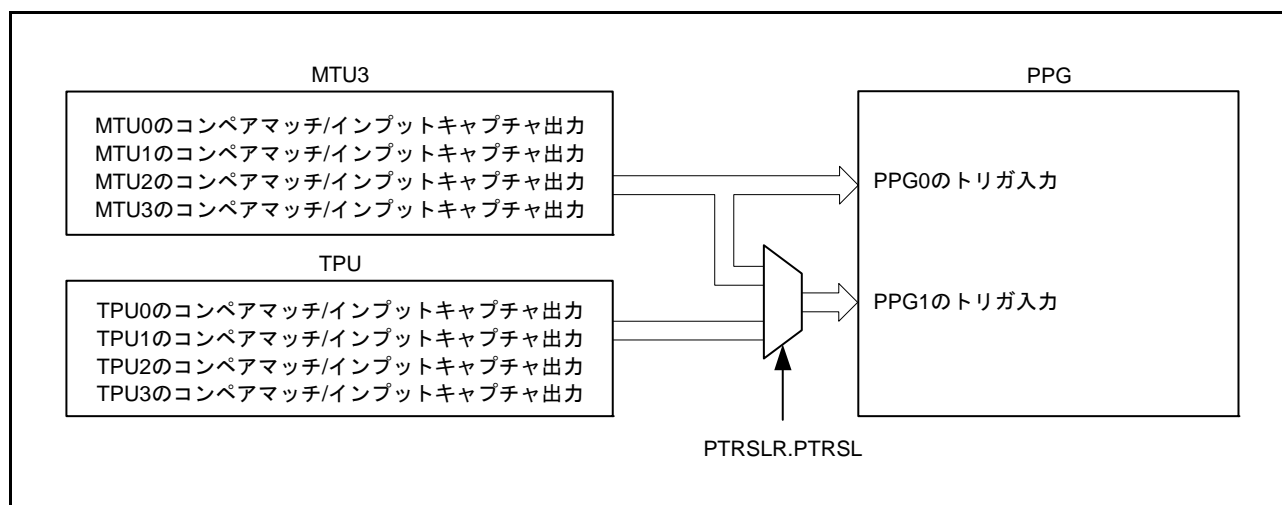 MTU3
MTU0のコンペアマッチ/インプットキャプチャ出力
MTU1のコンペアマッチ/インプットキャプチャ出力
MTU2のコンペアマッチ/インプットキャプチャ出力
MTU3のコンペアマッチ/インプットキャプチャ出力
TPU
TPU0のコンペアマッチ/インプットキャプチャ出力
TPU1のコンペアマッチ/インプットキャプチャ出力
TPU2のコンペアマッチ/インプットキャプチャ出力
TPU3のコンペアマッチ/インプットキャプチャ出力
PTRSLR.PTRSL
PPG
PPG0のトリガ入力
PPG1のトリガ入力